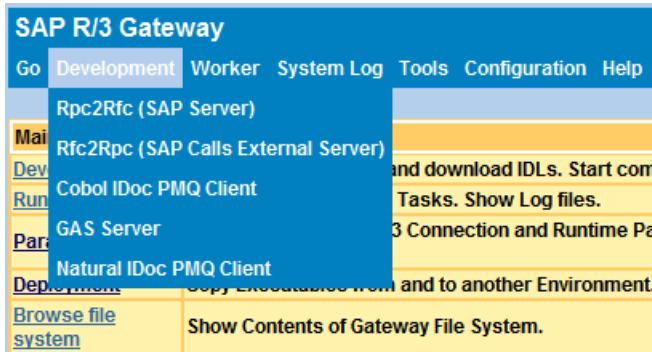 SAP R/3 Gateway
Go Development Worker System Log Tools Configuration Help
Rpc2Rfc (SAP Server)
Rfc2Rpc (SAP Calls External Server)
Cobol IDoc PMQ Client
GAS Server
Natural IDoc PMQ Client
Mai
Dev and download IDLs. Start com
Run Tasks. Show Log files.
Para 3 Connection and Runtime Pa
Deployment Copy Executables from and to another Environment.
Browse file
system
Show Contents of Gateway File System.